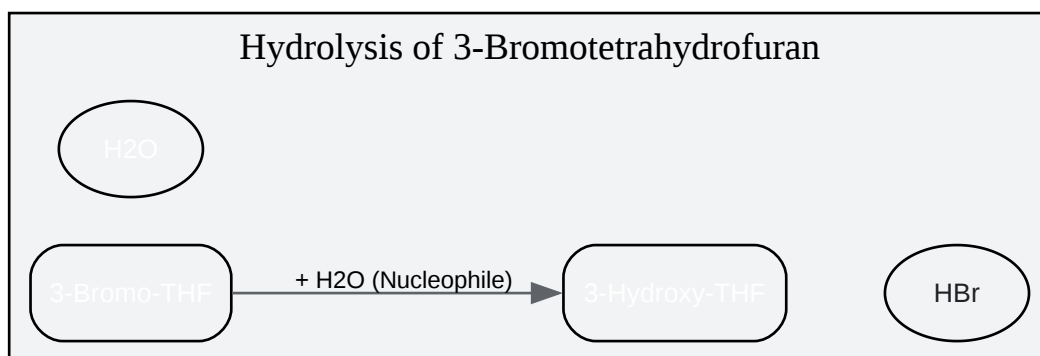 Hydrolysis of 3-Bromotetrahydrofuran
H2O
3-Bromo-THF
+ H2O (Nucleophile)
3-Hydroxy-THF
HBr